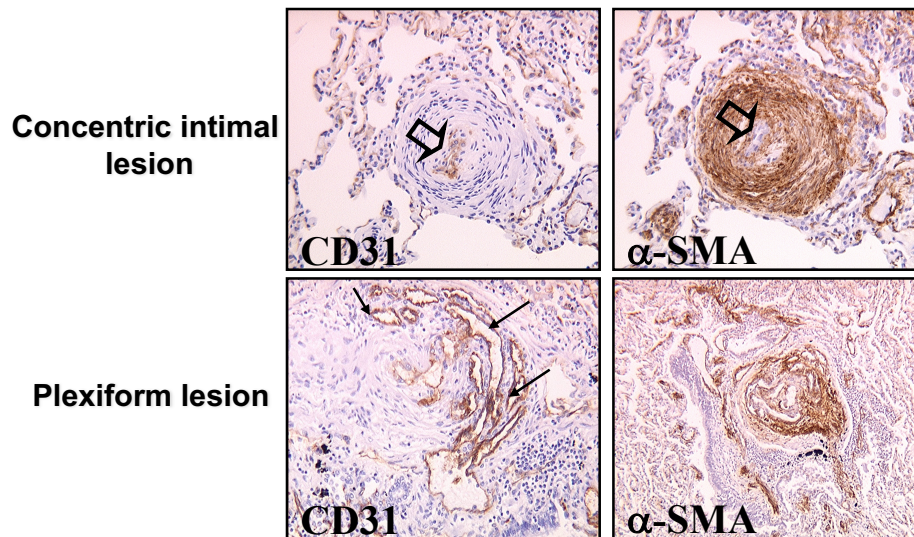 Concentric intimal
lesion
CD31
α-SMA
Plexiform lesion
CD31
α-SMA